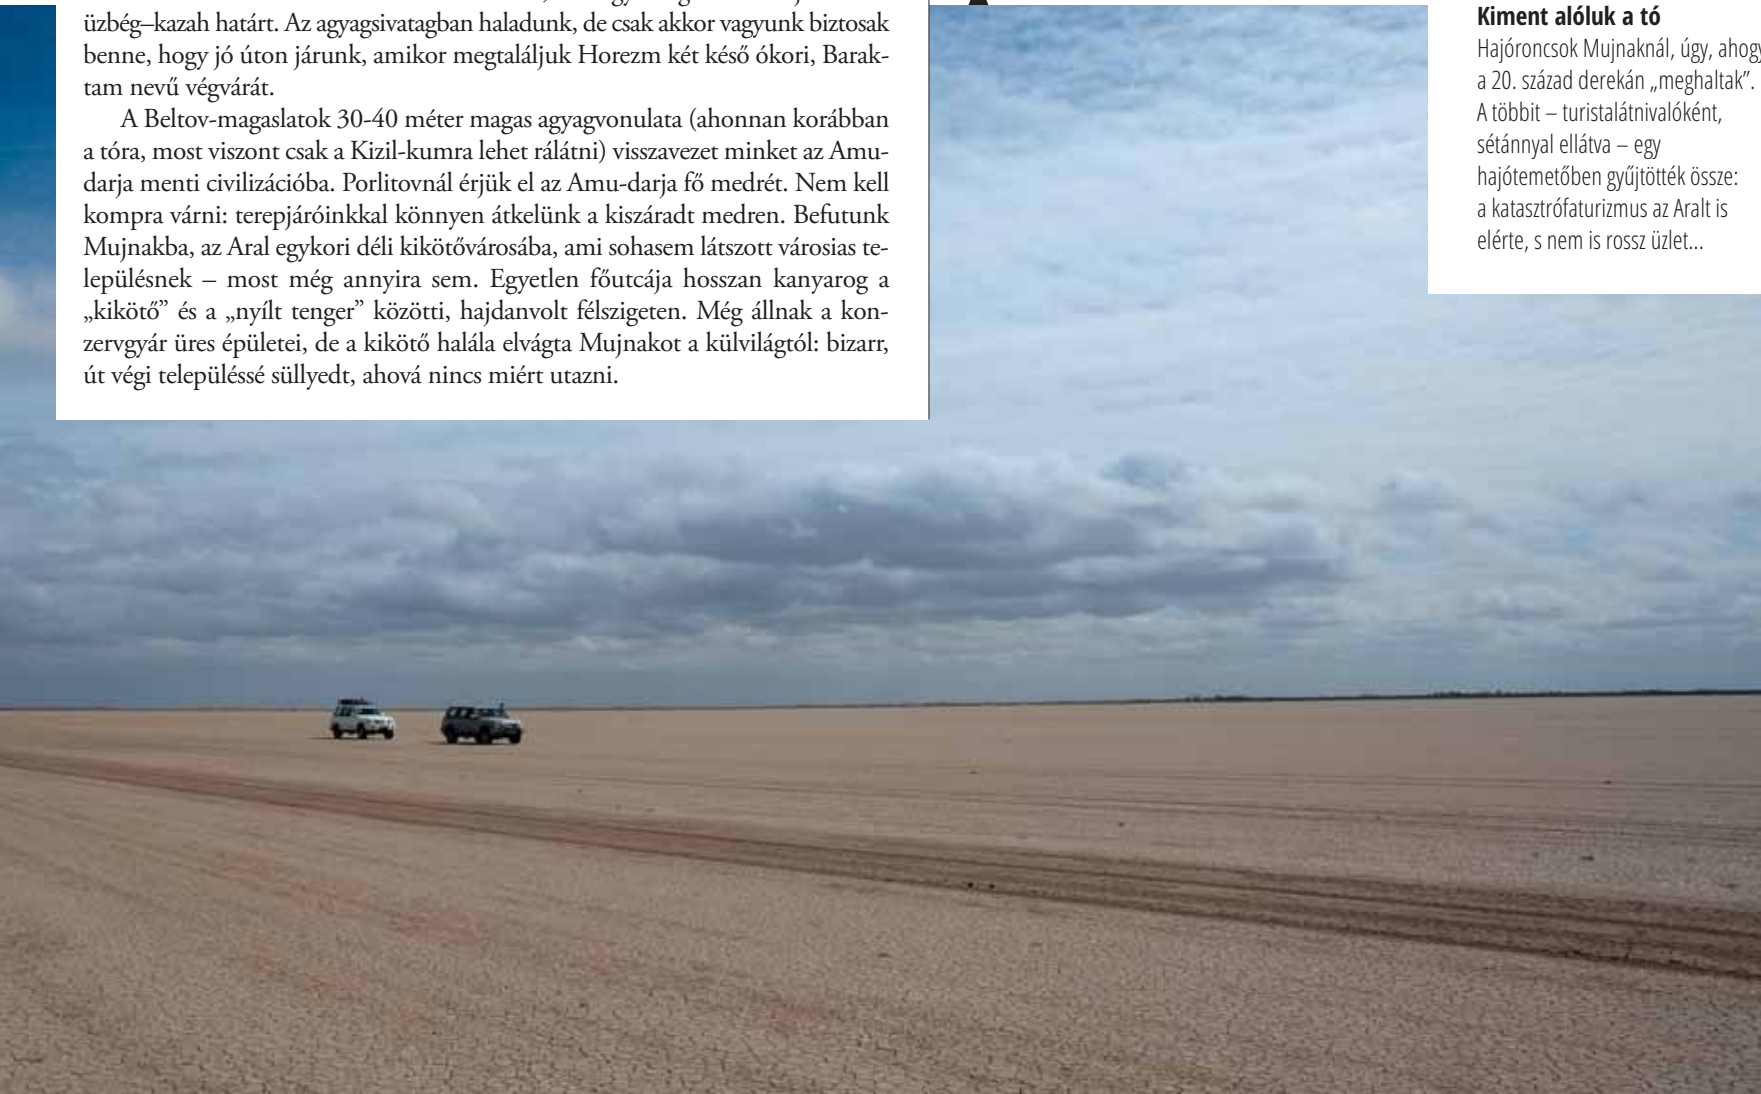 üzbég–kazah határt. Az agyagsivatagban haladunk, de csak akkor vagyunk biztosak
benne, hogy jó úton járunk, amikor megtaláljuk Horezm két késő ókori, Barak-
tam nevű végvárát.
A Beltov-magaslatok 30-40 méter magas agyagvonulata (ahonnan korábban
a tóra, most viszont csak a Kizil-kumra lehet rálátni) visszavezet minket az Amu-
darja menti civilizációba. Porlitovnál érjük el az Amu-darja fő medrét. Nem kell
kompra várni: terepjáróinkkal könnyen átkelünk a kiszáradt medren. Befutunk
Mujnakba, az Aral egykori déli kikötővárosába, ami sohasem látszott városias te-
lepülésnek – most még annyira sem. Egyetlen főutcája hosszan kanyarog a
„kikötő” és a „nyílt tenger” közötti, hajdanvolt félszigeten. Még állnak a kon-
zervgyár üres épületei, de a kikötő halála elvágta Mujnakot a külvilágtól: bizarr,
út végi településsé süllyedt, ahová nincs miért utazni.
Kiment alóluk a tó
Hajóroncsok Mujnaknál, úgy, ahogy
a 20. század derekán „meghaltak”.
A többit – turistalátnivalóként,
sétánnyal ellátva – egy
hajótemetőben gyűjtötték össze:
a katasztrófaturizmus az Aralt is
elérte, s nem is rossz üzlet...